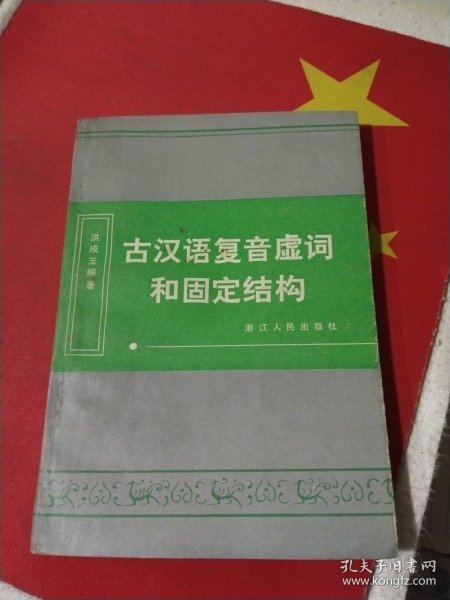 古汉语复音虚词
和固定结构
洪成玉编著
浙江人民出版社
孔夫子旧书网
www.kongfz.com